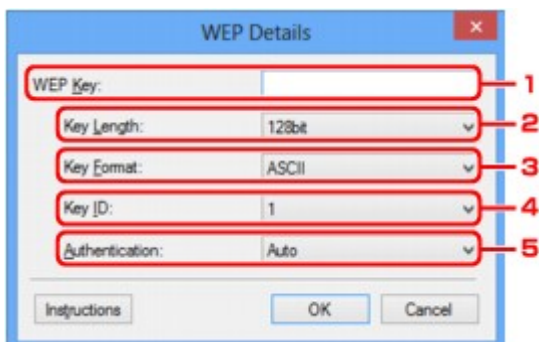 WEP Details
WEP Key: 1
Key Length: 128bit 2
Key Format: ASCII 3
Key ID: 1 4
Authentication: Auto 5
Instructions OK Cancel